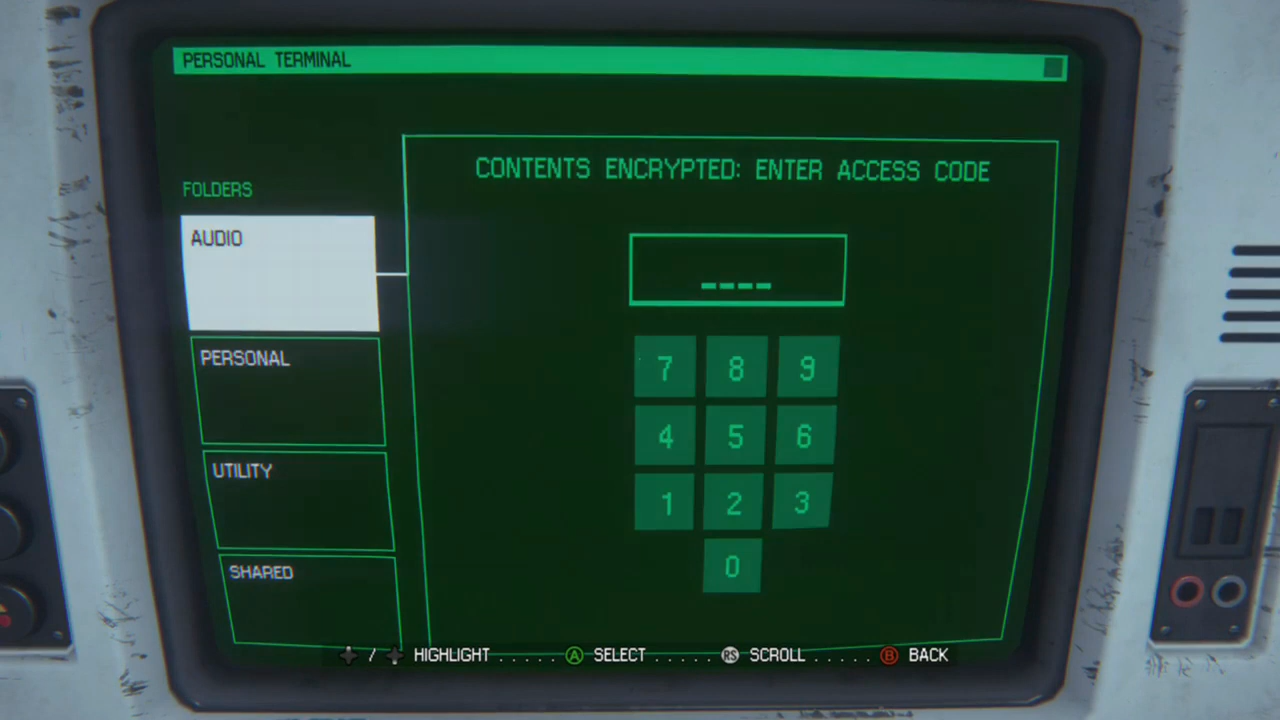 PERSONAL TERMINAL
FOLDERS
AUDIO
PERSONAL
UTILITY
SHARED
CONTENTS ENCRYPTED: ENTER ACCESS CODE
7 8 9
4 5 6
1 2 3
0
/ HIGHLIGHT ..... A SELECT ..... RS SCROLL ..... B BACK